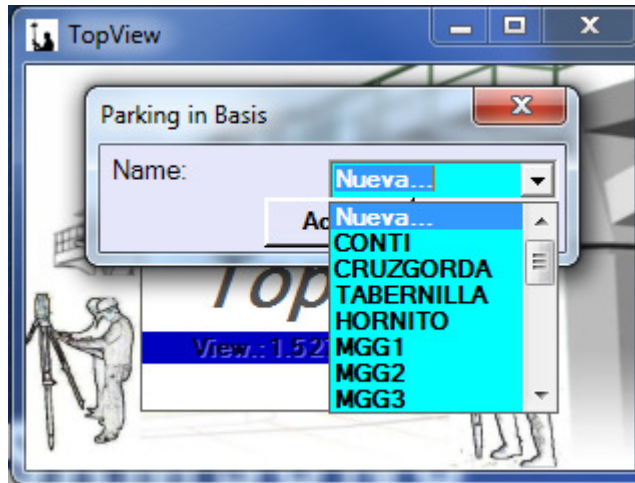 TopView
Parking in Basis
Name:
Nueva...
Nueva...
CONTI
CRUZGORDA
TABERNILLA
HORNITO
MGG1
MGG2
MGG3
Top
View.: 1.52